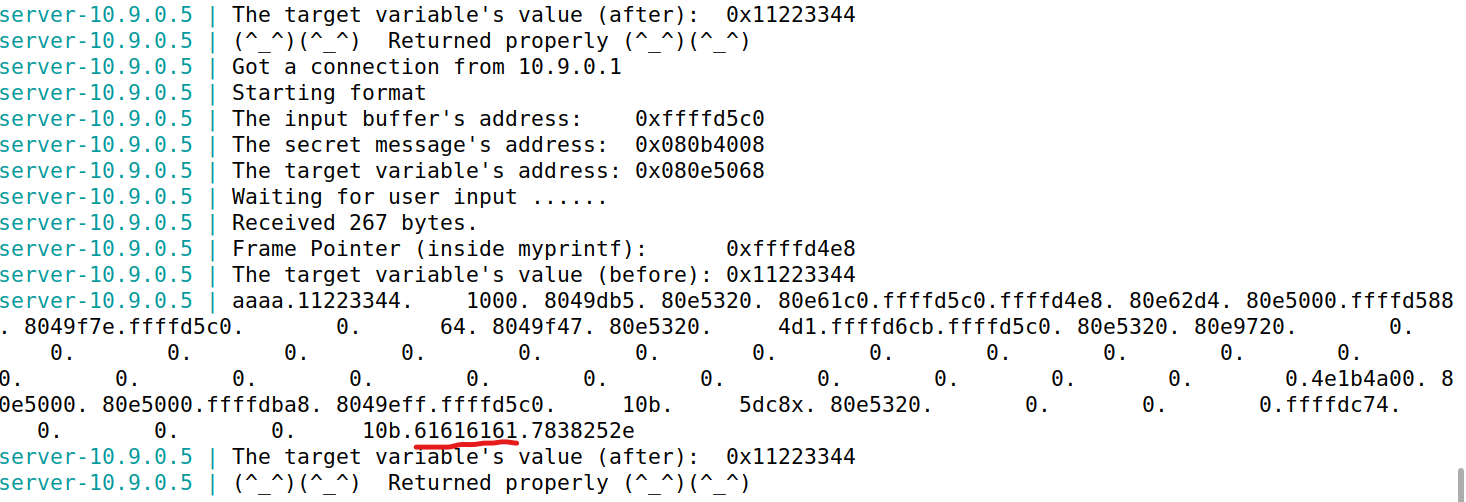 server-10.9.0.5 | The target variable's value (after):  0x11223344
server-10.9.0.5 | (^_^)(^_^)  Returned properly (^_^)(^_^)
server-10.9.0.5 | Got a connection from 10.9.0.1
server-10.9.0.5 | Starting format
server-10.9.0.5 | The input buffer's address:    0xffffd5c0
server-10.9.0.5 | The secret message's address:  0x080b4008
server-10.9.0.5 | The target variable's address: 0x080e5068
server-10.9.0.5 | Waiting for user input ......
server-10.9.0.5 | Received 267 bytes.
server-10.9.0.5 | Frame Pointer (inside myprintf):      0xffffd4e8
server-10.9.0.5 | The target variable's value (before): 0x11223344
server-10.9.0.5 | aaaa.11223344.    1000. 8049db5. 80e5320. 80e61c0.ffffd5c0.ffffd4e8. 80e62d4. 80e5000.ffffd588
. 8049f7e.ffffd5c0.       0.      64. 8049f47. 80e5320.     4d1.ffffd6cb.ffffd5c0. 80e5320. 80e9720.       0.
    0.       0.       0.       0.       0.       0.       0.       0.       0.       0.       0.       0.
0.       0.       0.       0.       0.       0.       0.       0.       0.       0.       0.       0.4e1b4a00. 8
0e5000. 80e5000.ffffdba8. 8049eff.ffffd5c0.     10b.     5dc8x. 80e5320.       0.       0.       0.ffffdc74.
   0.       0.       0.     10b.61616161.7838252e
server-10.9.0.5 | The target variable's value (after):  0x11223344
server-10.9.0.5 | (^_^)(^_^)  Returned properly (^_^)(^_^)